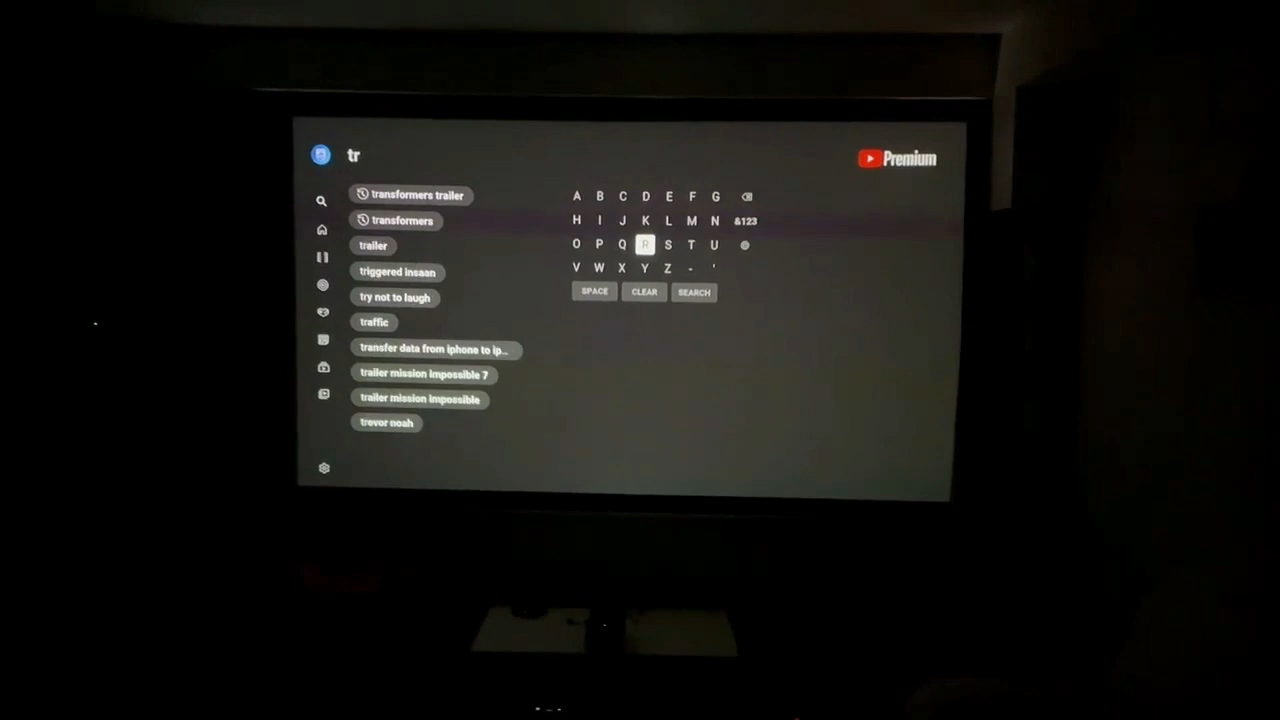 tr
Premium
transformers trailer
transformers
trailer
triggered insaan
try not to laugh
traffic
transfer data from iphone to ip...
trailer mission impossible 7
trailer mission impossible
trevor noah
A B C D E F G
H I J K L M N &123
O P Q R S T U
V W X Y Z - '
SPACE CLEAR SEARCH